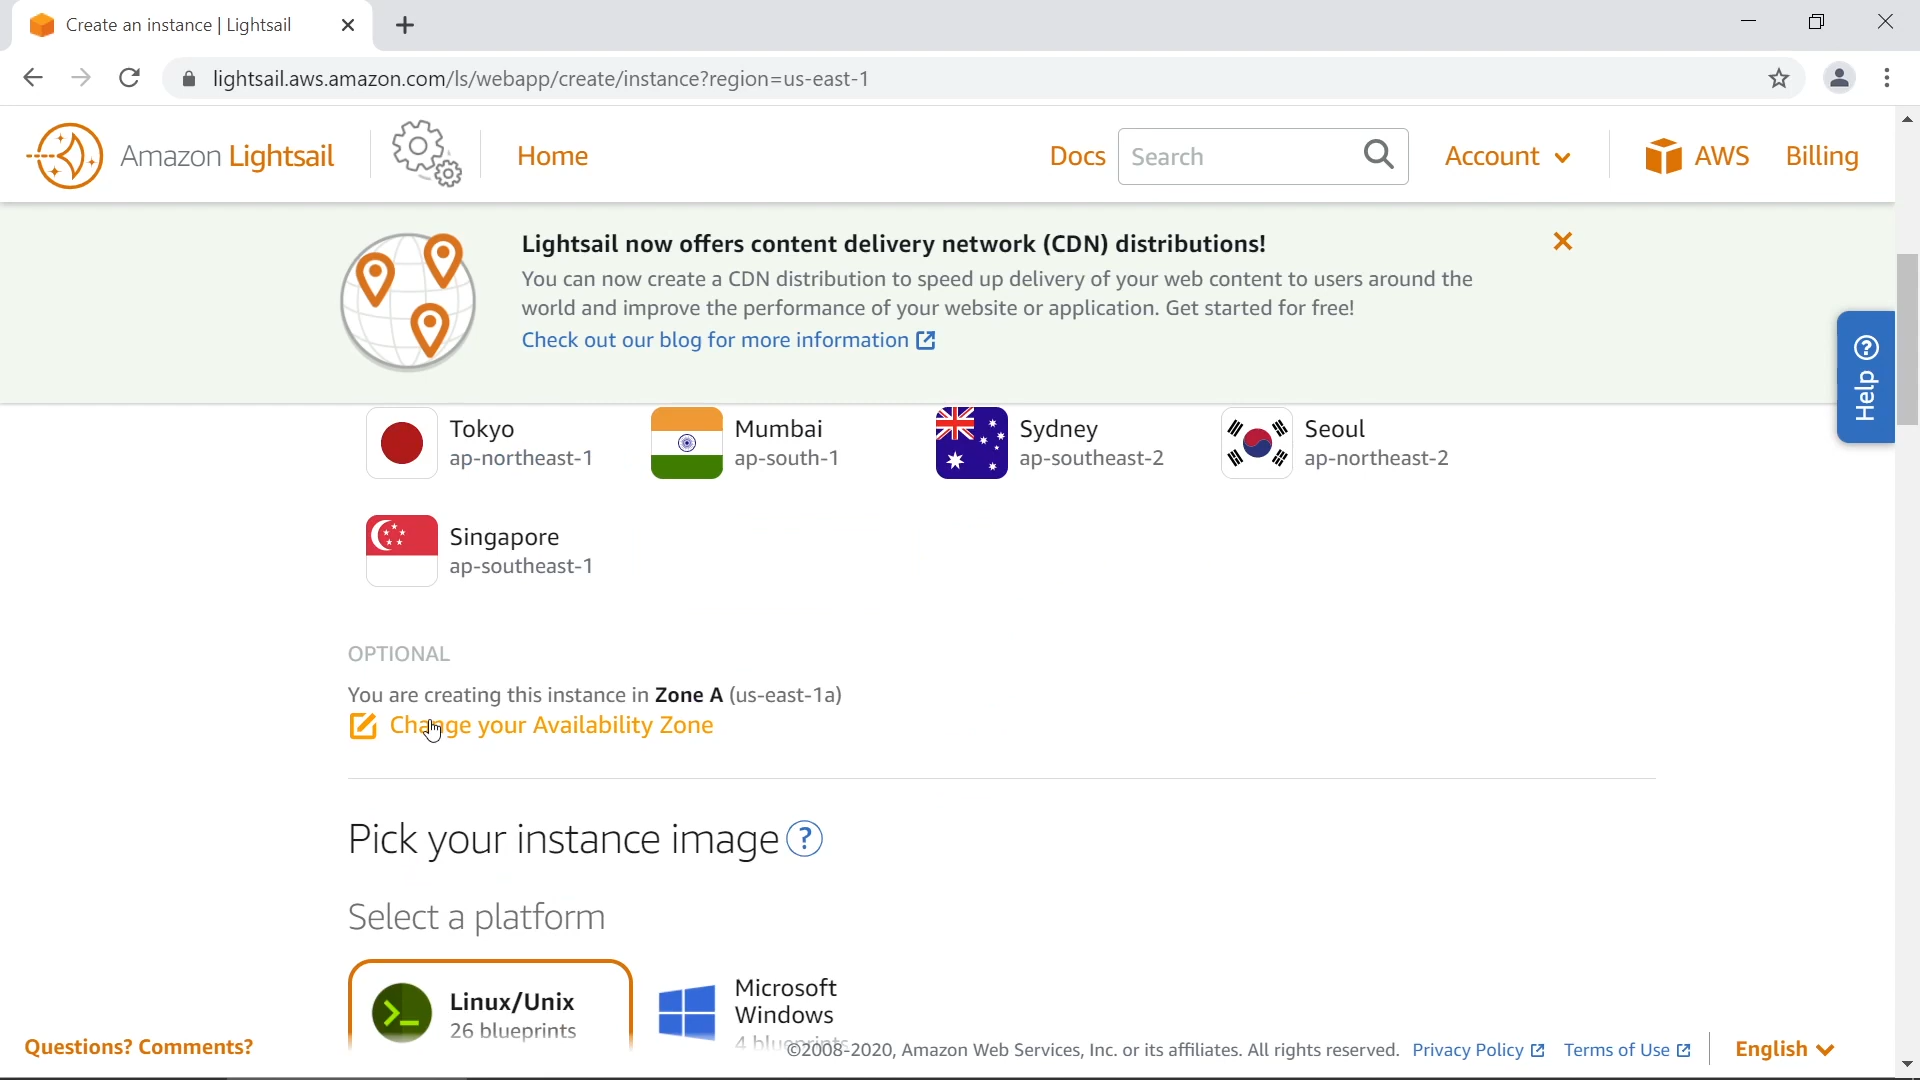 Create an instance | Lightsail
lightsail.aws.amazon.com/ls/webapp/create/instance?region=us-east-1
Amazon Lightsail
Home
Docs
Search
Account
AWS
Billing
Lightsail now offers content delivery network (CDN) distributions!
You can now create a CDN distribution to speed up delivery of your web content to users around the
world and improve the performance of your website or application. Get started for free!
Check out our blog for more information
Help ?
Tokyo
ap-northeast-1
Mumbai
ap-south-1
Sydney
ap-southeast-2
Seoul
ap-northeast-2
Singapore
ap-southeast-1
OPTIONAL
You are creating this instance in Zone A (us-east-1a)
Change your Availability Zone
Pick your instance image ?
Select a platform
Linux/Unix
26 blueprints
Microsoft
Windows
4 blueprints
Questions? Comments?
©2008-2020, Amazon Web Services, Inc. or its affiliates. All rights reserved.
Privacy Policy
Terms of Use
English